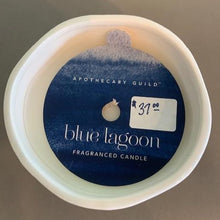 APOTHECARY GUILD
$37.00
blue lagoon
FRAGRANCED CANDLE